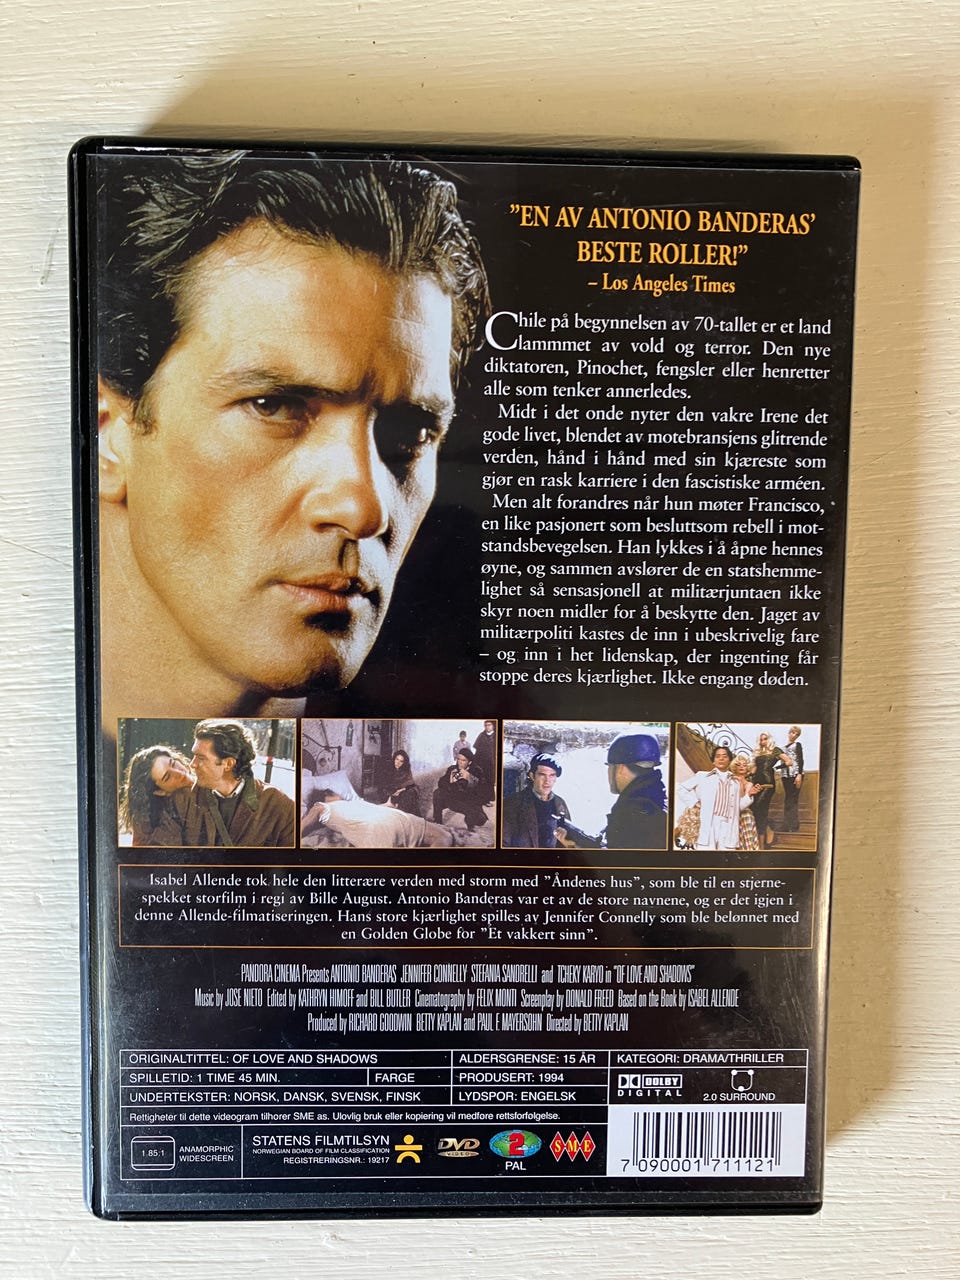 ”EN AV ANTONIO BANDERAS’
BESTE ROLLER!”
– Los Angeles Times
Chile på begynnelsen av 70-tallet er et land
lammmet av vold og terror. Den nye
diktatoren, Pinochet, fengsler eller henretter
alle som tenker annerledes.
Midt i det onde nyter den vakre Irene det
gode livet, blendet av motebransjens glitrende
verden, hånd i hånd med sin kjæreste som
gjør en rask karriere i den fascistiske arméen.
Men alt forandres når hun møter Francisco,
en like pasjonert som besluttsom rebell i mot-
standsbevegelsen. Han lykkes i å åpne hennes
øyne, og sammen avslører de en statshemme-
lighet så sensasjonell at militærjuntaen ikke
skyr noen midler for å beskytte den. Jaget av
militærpoliti kastes de inn i ubeskrivelig fare
– og inn i het lidenskap, der ingenting får
stoppe deres kjærlighet. Ikke engang døden.
Isabel Allende tok hele den litterære verden med storm med ”Åndenes hus”, som ble til en stjerne-
spekket storfilm i regi av Bille August. Antonio Banderas var et av de store navnene, og er det igjen i
denne Allende-filmatiseringen. Hans store kjærlighet spilles av Jennifer Connelly som ble belønnet med
en Golden Globe for ”Et vakkert sinn”.
PANDORA CINEMA Presents ANTONIO BANDERAS JENNIFER CONNELLY STEFANIA SANDRELLI and TCHEKY KARYO in "OF LOVE AND SHADOWS"
Music by JOSE NIETO Edited by KATHRYN HIMOFF and BILL BUTLER Cinematography by FELIX MONTI Screenplay by DONALD FREED Based on the Book by ISABEL ALLENDE
Produced by RICHARD GOODWIN BETTY KAPLAN and PAUL F. MAYERSOHN Directed by BETTY KAPLAN
ORIGINALTITTEL: OF LOVE AND SHADOWS ALDERSGRENSE: 15 ÅR KATEGORI: DRAMA/THRILLER
SPILLETID: 1 TIME 45 MIN. FARGE PRODUSERT: 1994
UNDERTEKSTER: NORSK, DANSK, SVENSK, FINSK LYDSPOR: ENGELSK
DOLBY
DIGITAL
2.0 SURROUND
Rettigheter til dette videogram tilhorer SME as. Ulovlig bruk eller kopiering vil medføre rettsforfølgelse.
1.85:1
ANAMORPHIC
WIDESCREEN
STATENS FILMTILSYN
NORWEGIAN BOARD OF FILM CLASSIFICATION
REGISTRERINGSNR.: 19217
DVD
VIDEO
2
PAL
SME
7 090001 711121